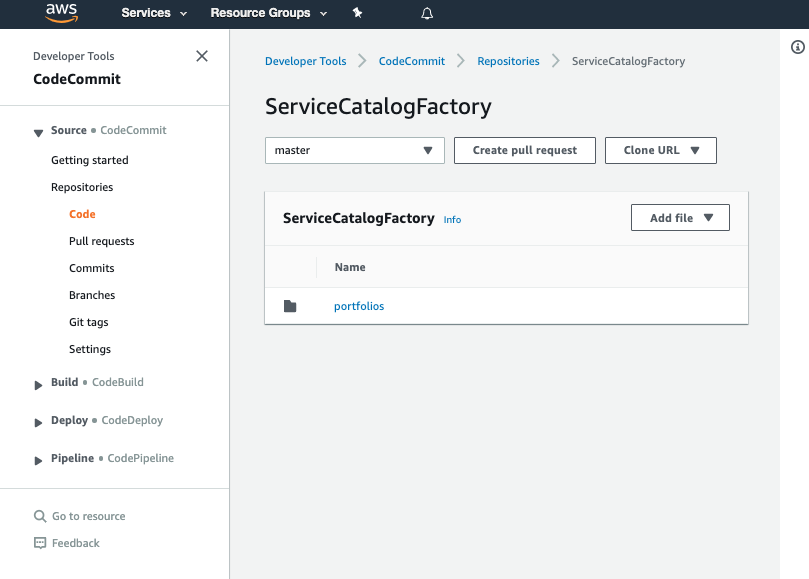 aws Services Resource Groups
Developer Tools
CodeCommit
Source • CodeCommit
Getting started
Repositories
Code
Pull requests
Commits
Branches
Git tags
Settings
Build • CodeBuild
Deploy • CodeDeploy
Pipeline • CodePipeline
Go to resource
Feedback
Developer Tools CodeCommit Repositories ServiceCatalogFactory
ServiceCatalogFactory
master Create pull request Clone URL
ServiceCatalogFactory Info Add file
Name
portfolios